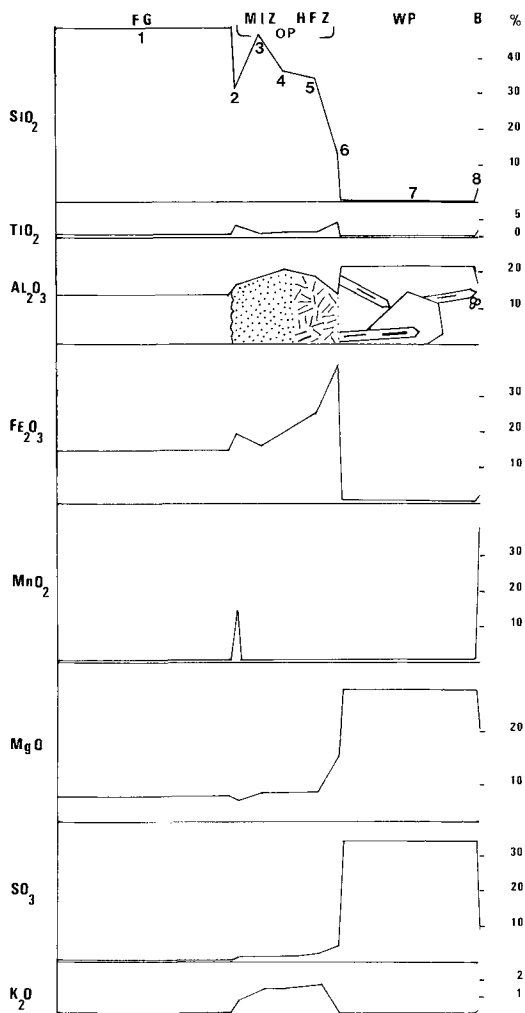 FG MIZ HFZ WP B %
OP
1 2 3 4 5 6 7 8
SiO2 40 30 20 10
TiO2 5 0
AL2O3 20 10
Fe2O3 30 20 10
MnO2 30 20 10
MgO 20 10
SO3 30 20 10
K2O 2 1